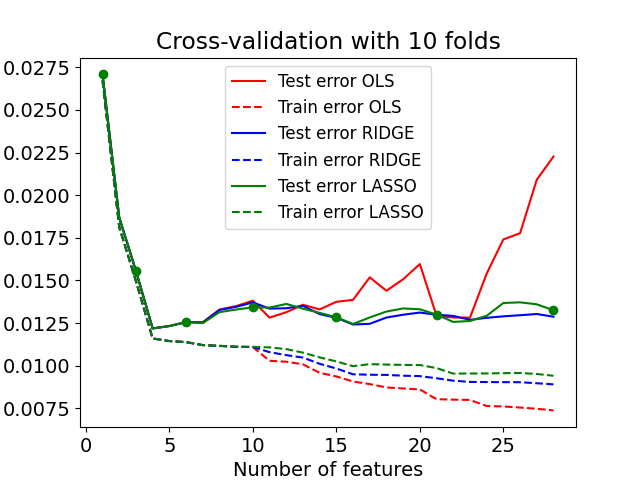 Cross-validation with 10 folds
0.0275
0.0250
0.0225
0.0200
0.0175
0.0150
0.0125
0.0100
0.0075
Test error OLS
Train error OLS
Test error RIDGE
Train error RIDGE
Test error LASSO
Train error LASSO
0 5 10 15 20 25
Number of features